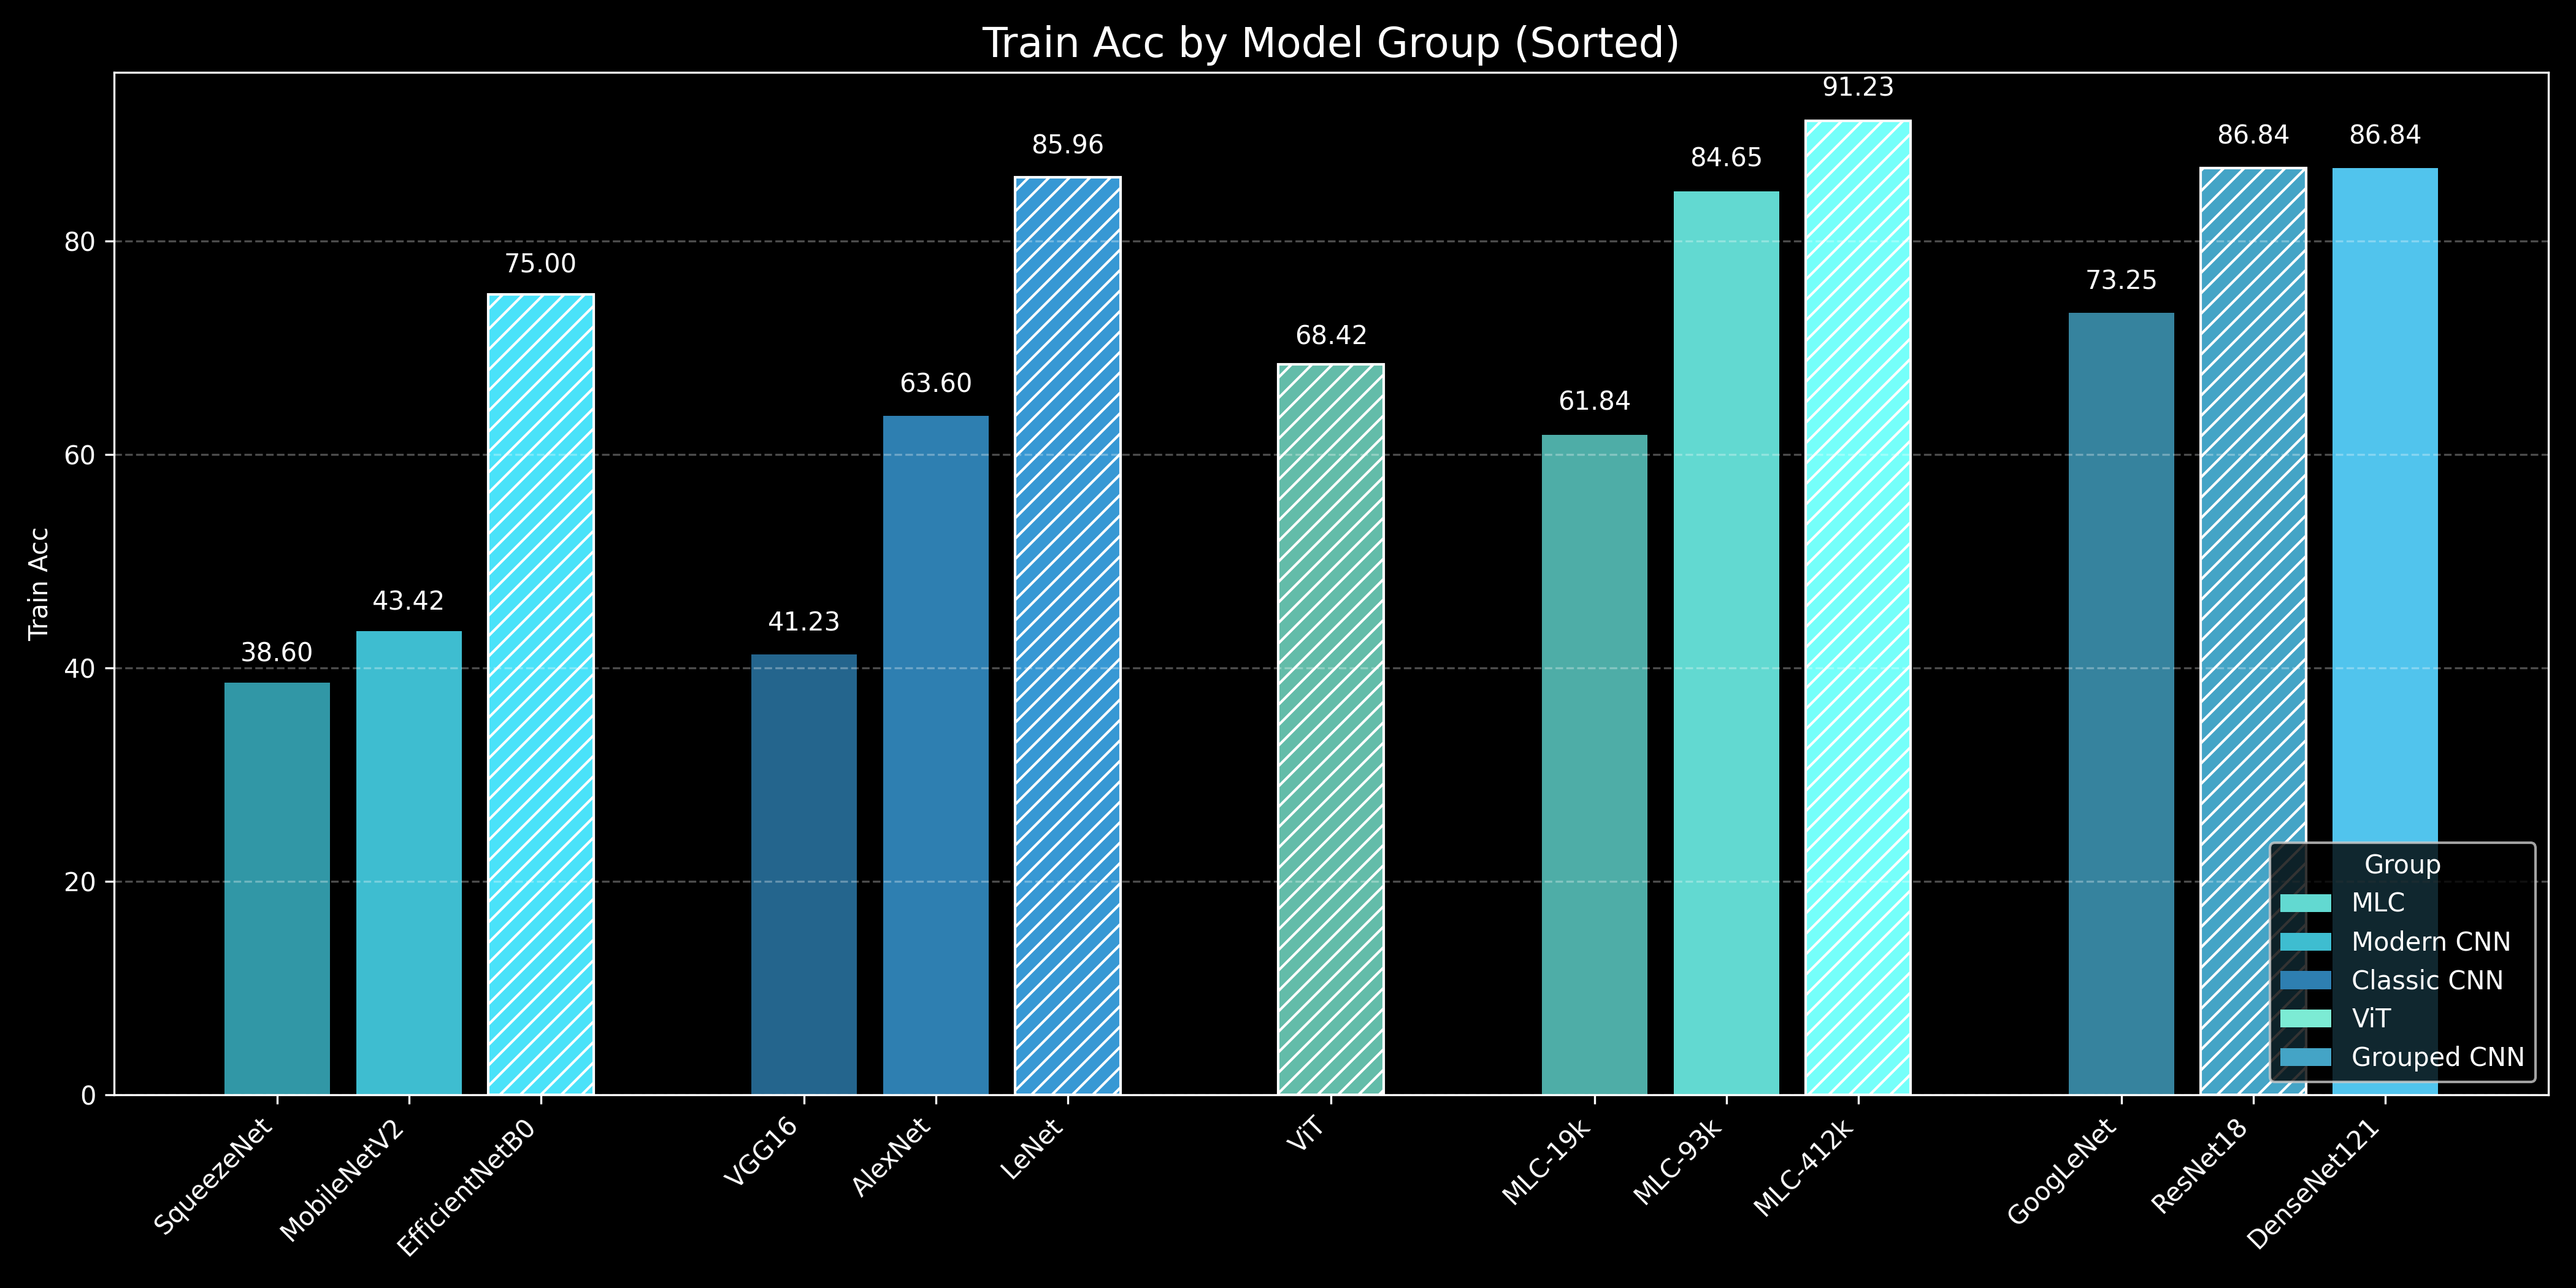 Train Acc by Model Group (Sorted)
Train Acc
80
60
40
20
0
38.60
43.42
75.00
41.23
63.60
85.96
68.42
61.84
84.65
91.23
73.25
86.84
86.84
SqueezeNet
MobileNetV2
EfficientNetB0
VGG16
AlexNet
LeNet
ViT
MLC-19k
MLC-93k
MLC-412k
GoogLeNet
ResNet18
DenseNet121
Group
MLC
Modern CNN
Classic CNN
ViT
Grouped CNN